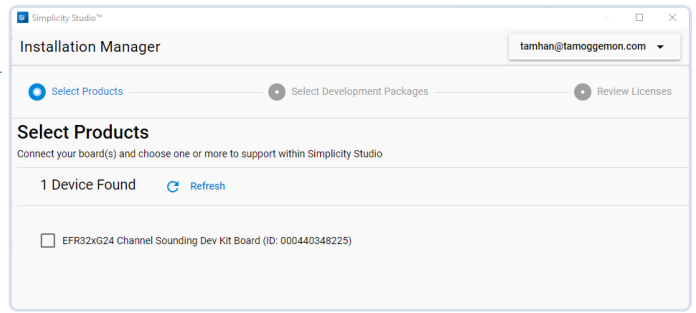 Si Simplicity Studio™
Installation Manager
tamhan@tamoggemon.com
Select Products
Select Development Packages
Review Licenses
Select Products
Connect your board(s) and choose one or more to support within Simplicity Studio
1 Device Found
Refresh
EFR32xG24 Channel Sounding Dev Kit Board (ID: 000440348225)